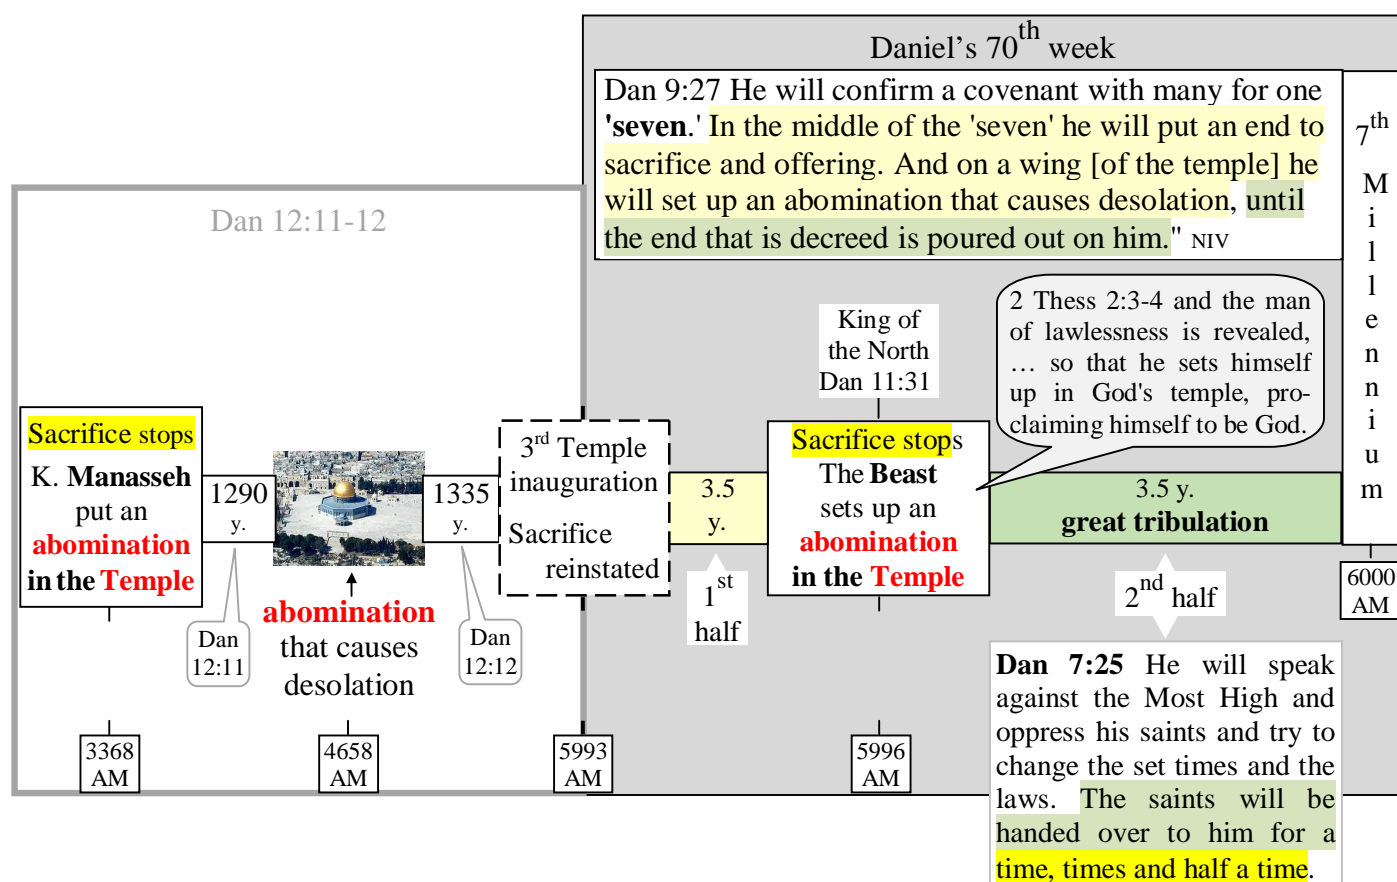 Daniel's 70th week
Dan 9:27 He will confirm a covenant with many for one
'seven.' In the middle of the 'seven' he will put an end to
sacrifice and offering. And on a wing [of the temple] he
will set up an abomination that causes desolation, until
the end that is decreed is poured out on him." NIV
7th
M
i
l
l
e
n
n
i
u
m
Dan 12:11-12
King of
the North
Dan 11:31
2 Thess 2:3-4 and the man
of lawlessness is revealed,
… so that he sets himself
up in God's temple, pro-
claiming himself to be God.
Sacrifice stops
K. Manasseh
put an
abomination
in the Temple
1290
y.
1335
y.
3rd Temple
inauguration
Sacrifice
reinstated
3.5
y.
Sacrifice stops
The Beast
sets up an
abomination
in the Temple
3.5 y.
great tribulation
6000
AM
Dan
12:11
abomination
that causes
desolation
Dan
12:12
1st
half
2nd half
Dan 7:25 He will speak
against the Most High and
oppress his saints and try to
change the set times and the
laws. The saints will be
handed over to him for a
time, times and half a time.
3368
AM
4658
AM
5993
AM
5996
AM